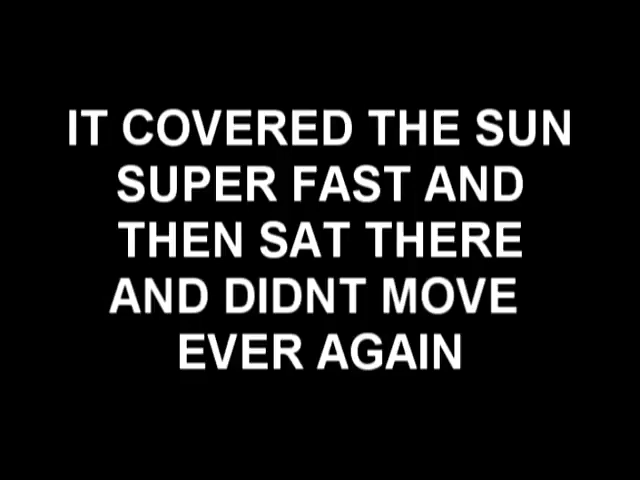 IT COVERED THE SUN
SUPER FAST AND
THEN SAT THERE
AND DIDNT MOVE
EVER AGAIN